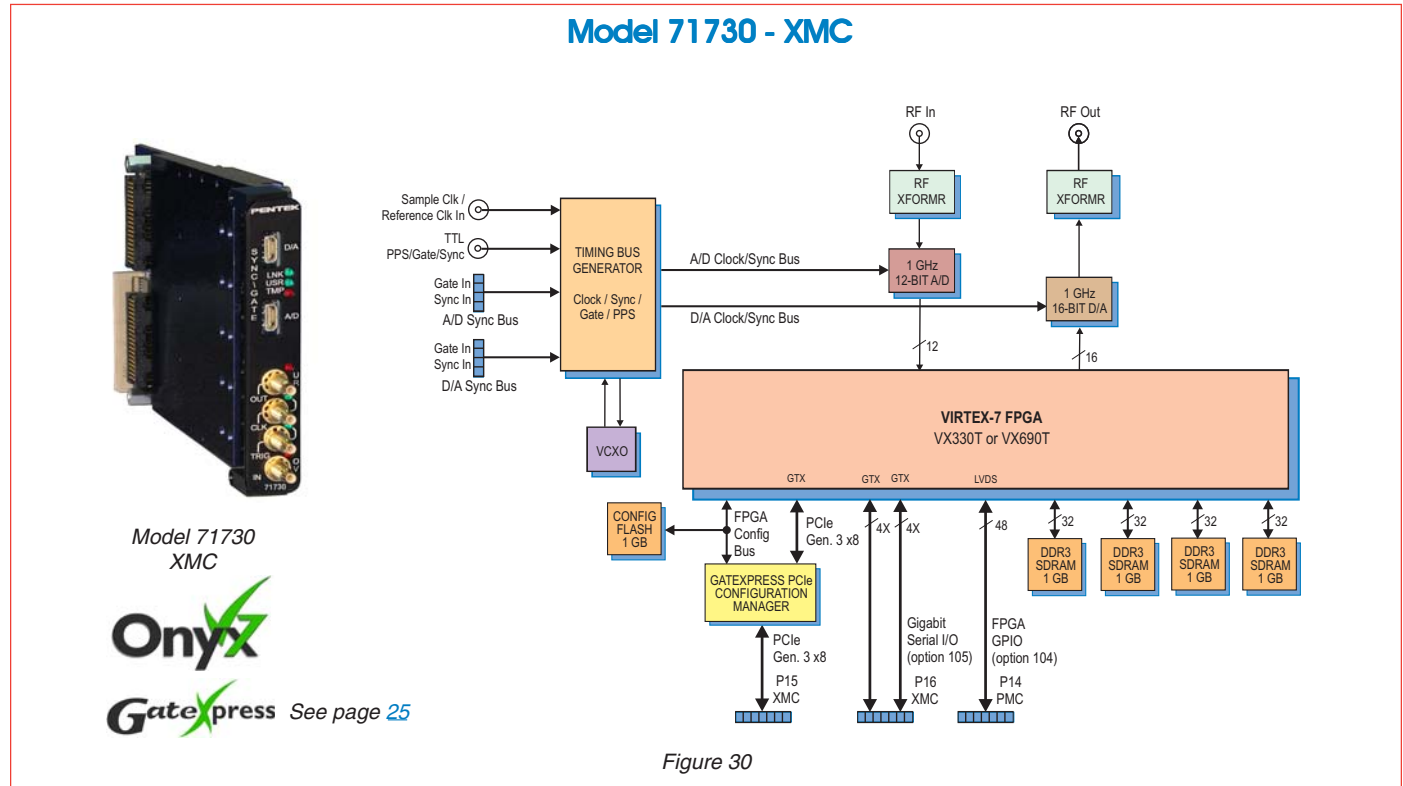 Model 71730 - XMC
RF In
RF Out
RF
XFORMR
RF
XFORMR
Sample Clk /
Reference Clk In
TTL
PPS/Gate/Sync
Gate In
Sync In
A/D Sync Bus
Gate In
Sync In
D/A Sync Bus
TIMING BUS
GENERATOR
Clock / Sync /
Gate / PPS
VCXO
A/D Clock/Sync Bus
D/A Clock/Sync Bus
1 GHz
12-BIT A/D
1 GHz
16-BIT D/A
12
16
VIRTEX-7 FPGA
VX330T or VX690T
GTX
GTX
GTX
LVDS
CONFIG
FLASH
1 GB
FPGA
Config
Bus
PCIe
Gen. 3 x8
4X
4X
48
32
32
32
32
DDR3
SDRAM
1 GB
DDR3
SDRAM
1 GB
DDR3
SDRAM
1 GB
DDR3
SDRAM
1 GB
GATEXPRESS PCIe
CONFIGURATION
MANAGER
PCIe
Gen. 3 x8
P15
XMC
Gigabit
Serial I/O
(option 105)
P16
XMC
FPGA
GPIO
(option 104)
P14
PMC
PENTEK
SYNC/GATE
D/A
LNK
USR
TMP
A/D
UR
OUT
CLK
TRIG
OV
IN
71730
Model 71730
XMC
Onyx7
GateXpress
See page 25
Figure 30